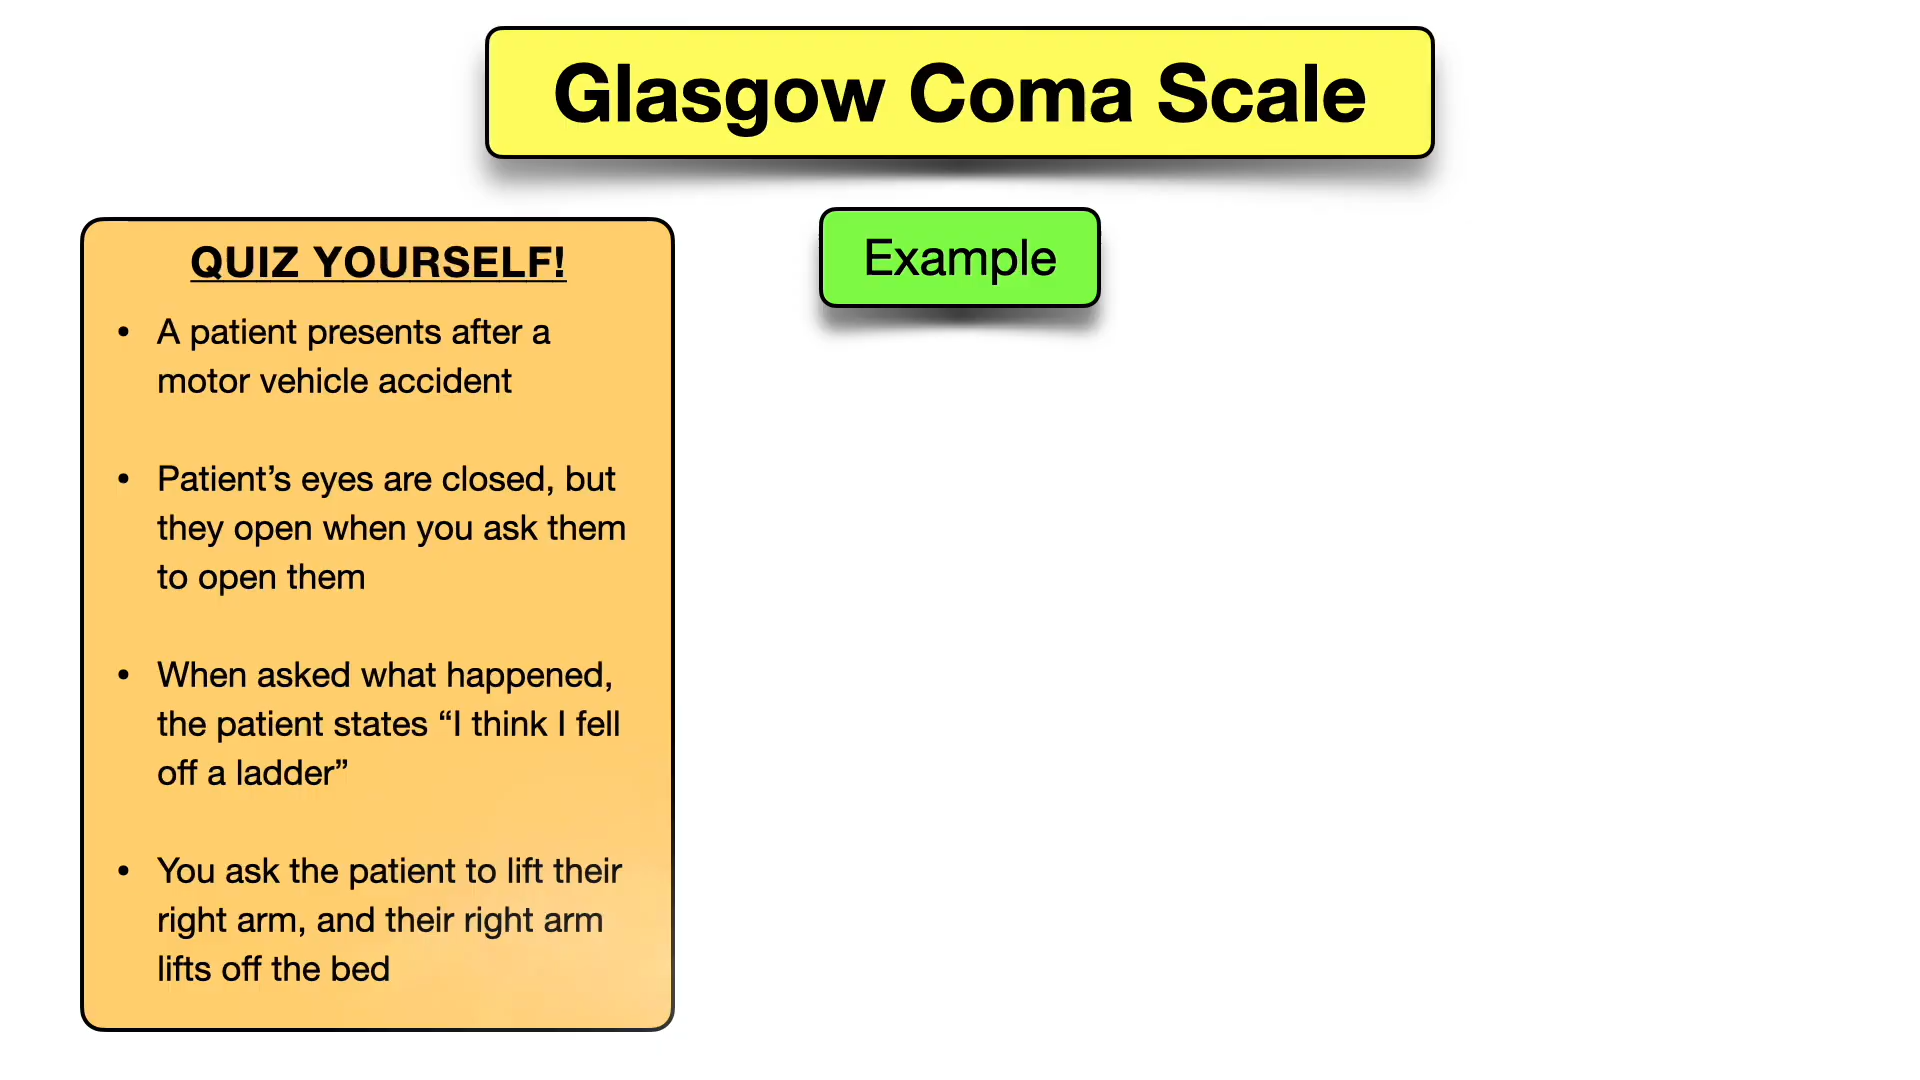 Glasgow Coma Scale
Example
QUIZ YOURSELF!
• A patient presents after a
motor vehicle accident
• Patient’s eyes are closed, but
they open when you ask them
to open them
• When asked what happened,
the patient states “I think I fell
off a ladder”
• You ask the patient to lift their
right arm, and their right arm
lifts off the bed